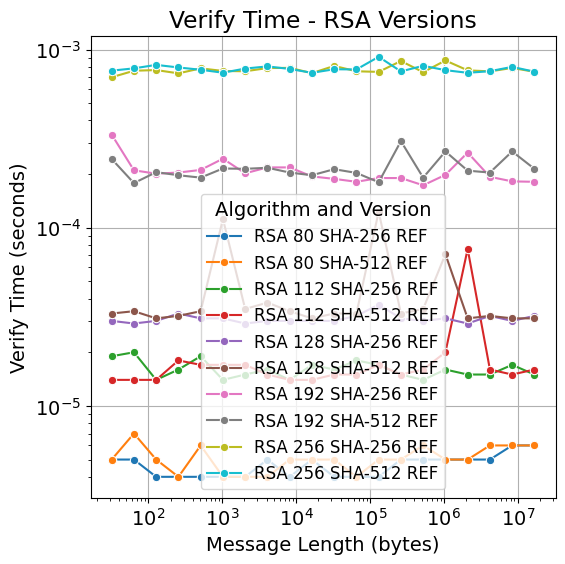 Verify Time - RSA Versions
10⁻³
10⁻⁴
10⁻⁵
Verify Time (seconds)
Algorithm and Version
RSA 80 SHA-256 REF
RSA 80 SHA-512 REF
RSA 112 SHA-256 REF
RSA 112 SHA-512 REF
RSA 128 SHA-256 REF
RSA 128 SHA-512 REF
RSA 192 SHA-256 REF
RSA 192 SHA-512 REF
RSA 256 SHA-256 REF
RSA 256 SHA-512 REF
10² 10³ 10⁴ 10⁵ 10⁶ 10⁷
Message Length (bytes)